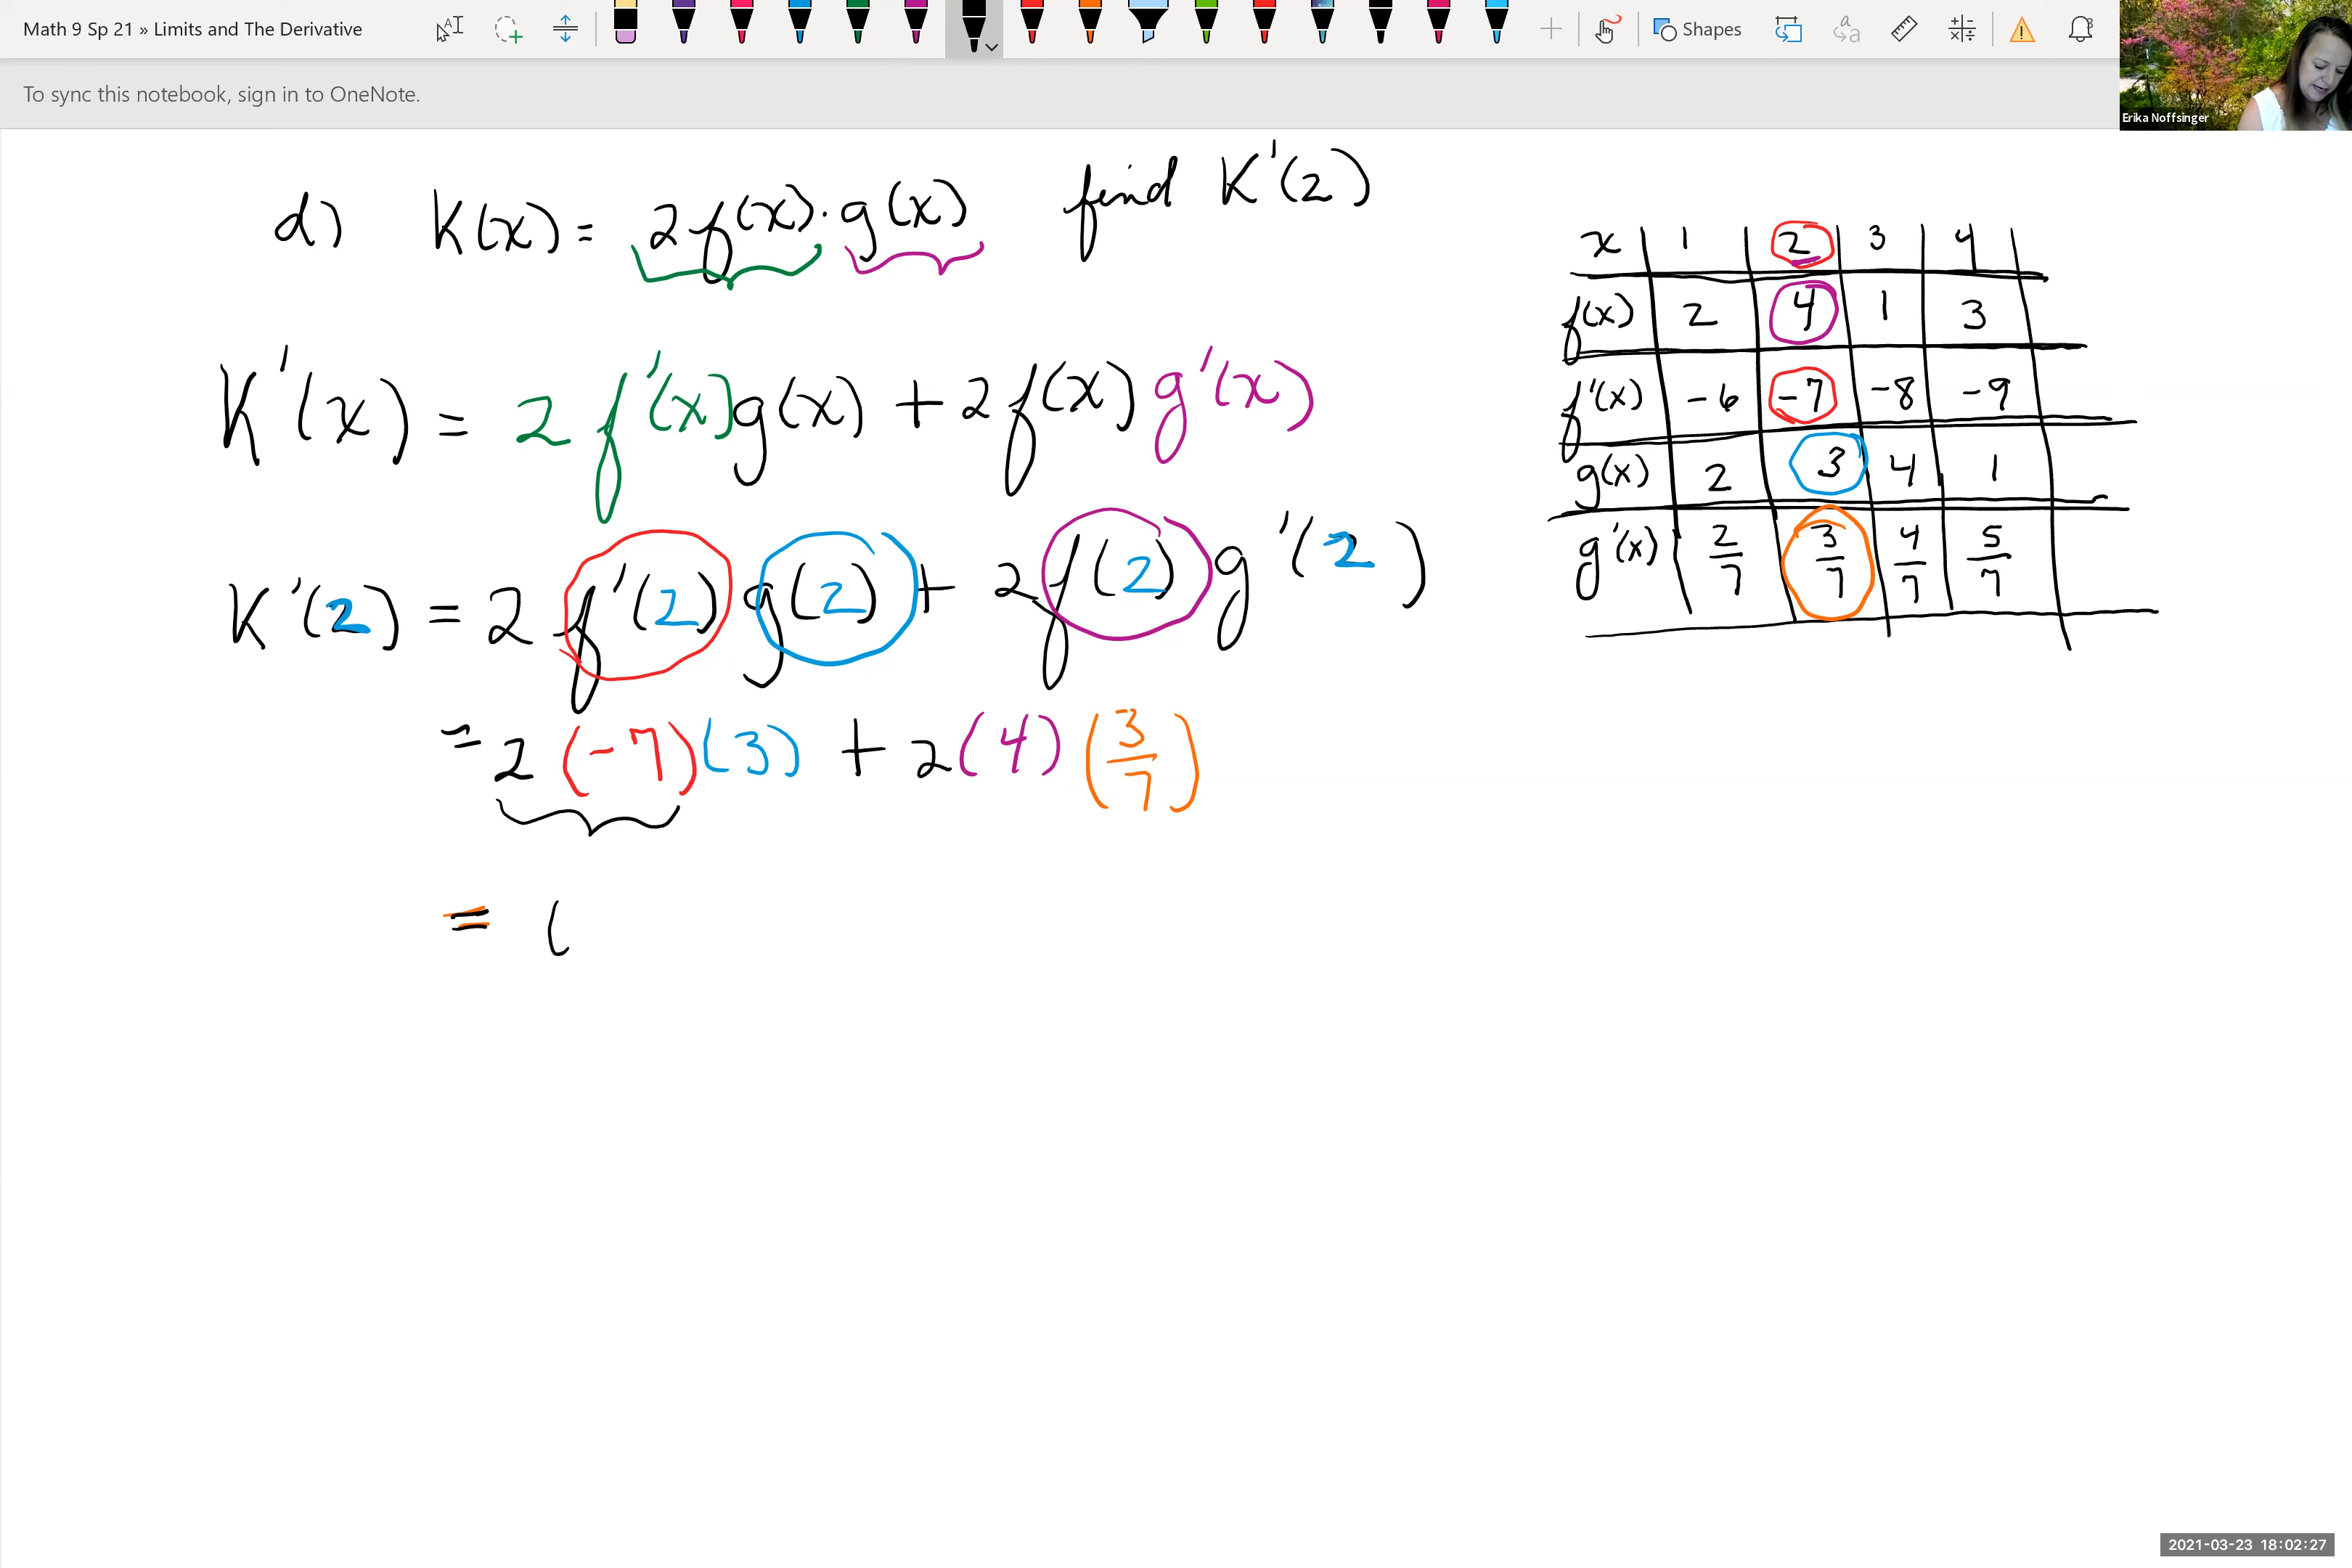 Math 9 Sp 21 » Limits and The Derivative
Shapes
To sync this notebook, sign in to OneNote.
Erika Noffsinger
d) K(x) = 2f(x)·g(x) find K'(2)
K'(x) = 2f'(x)g(x) + 2f(x)g'(x)
K'(2) = 2f'(2)g(2) + 2f(2)g'(2)
= 2(-7)(3) + 2(4)(3/7)
= (
x 1 2 3 4
f(x) 2 4 1 3
f'(x) -6 -7 -8 -9
g(x) 2 3 4 1
g'(x) 2/7 3/7 4/7 5/7
2021-03-23 18:02:27